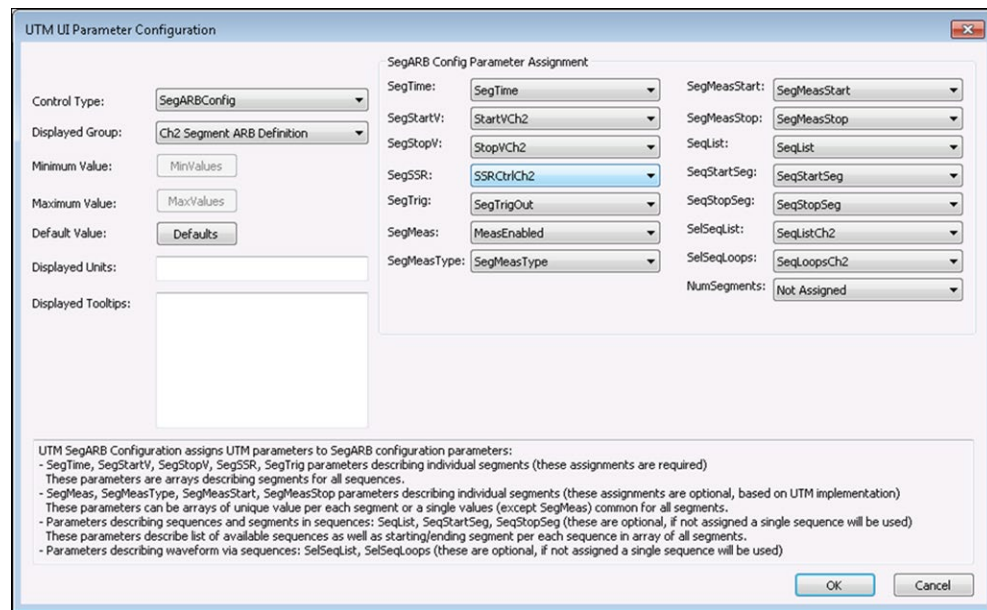 UTM UI Parameter Configuration
SegARB Config Parameter Assignment
Control Type: SegARBConfig
Displayed Group: Ch2 Segment ARB Definition
Minimum Value: MinValues
Maximum Value: MaxValues
Default Value: Defaults
Displayed Units:
Displayed Tooltips:
SegTime: SegTime
SegStartV: StartVCh2
SegStopV: StopVCh2
SegSSR: SSRCtrlCh2
SegTrig: SegTrigOut
SegMeas: MeasEnabled
SegMeasType: SegMeasType
SegMeasStart: SegMeasStart
SegMeasStop: SegMeasStop
SeqList: SeqList
SeqStartSeg: SeqStartSeg
SeqStopSeg: SeqStopSeg
SelSeqList: SeqListCh2
SelSeqLoops: SeqLoopsCh2
NumSegments: Not Assigned
UTM SegARB Configuration assigns UTM parameters to SegARB configuration parameters:
- SegTime, SegStartV, SegStopV, SegSSR, SegTrig parameters describing individual segments (these assignments are required)
These parameters are arrays describing segments for all sequences.
- SegMeas, SegMeasType, SegMeasStart, SegMeasStop parameters describing individual segments (these assignments are optional, based on UTM implementation)
These parameters can be arrays of unique value per each segment or a single values (except SegMeas) common for all segments.
- Parameters describing sequences and segments in sequences: SeqList, SeqStartSeg, SeqStopSeg (these are optional, if not assigned a single sequence will be used)
These parameters describe list of available sequences as well as starting/ending segment per each sequence in array of all segments.
- Parameters describing waveform via sequences: SelSeqList, SelSeqLoops (these are optional, if not assigned a single sequence will be used)
OK
Cancel